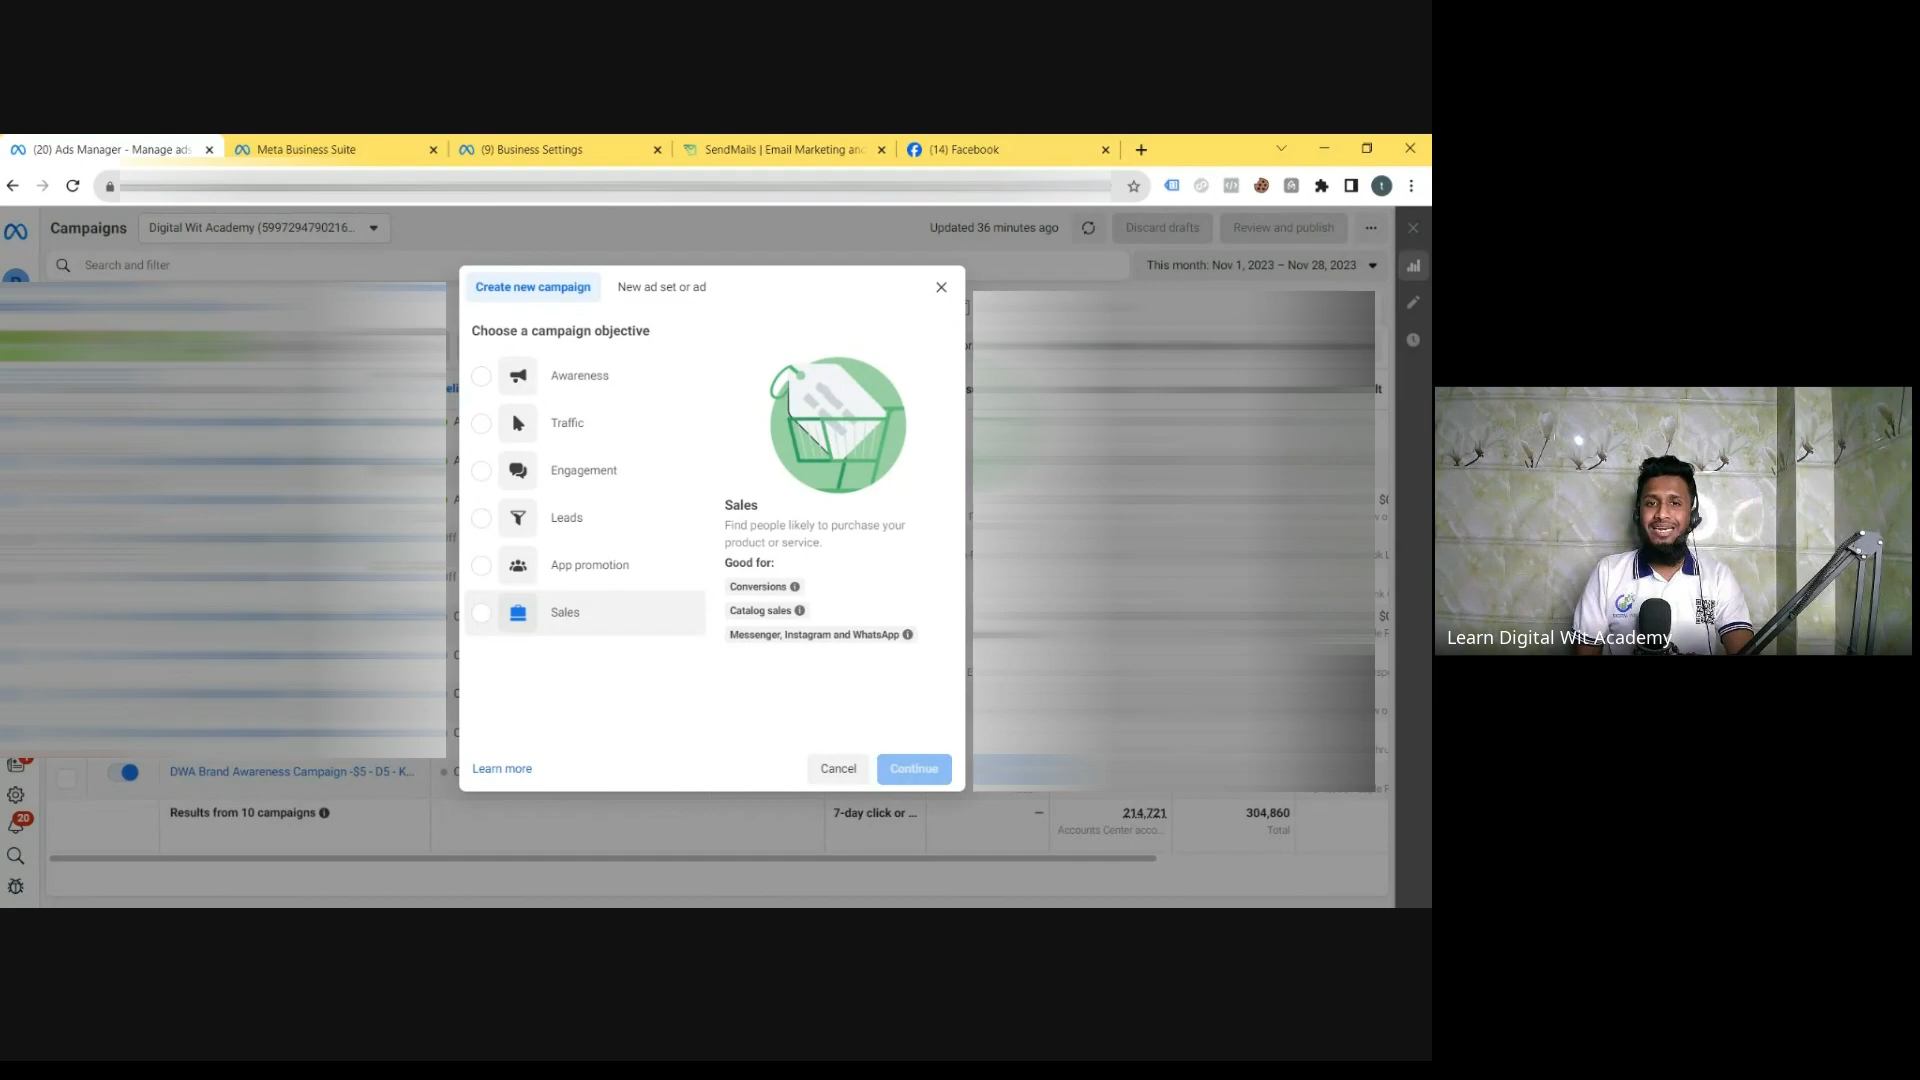 (20) Ads Manager - Manage ads
Meta Business Suite
(9) Business Settings
SendMails | Email Marketing an
(14) Facebook
t
Campaigns
Digital Wit Academy (5997294790216...
Updated 36 minutes ago
Discard drafts
Review and publish
Search and filter
This month: Nov 1, 2023 – Nov 28, 2023
Create new campaign
New ad set or ad
Choose a campaign objective
Awareness
Traffic
Engagement
Leads
App promotion
Sales
Sales
Find people likely to purchase your
product or service.
Good for:
Conversions
Catalog sales
Messenger, Instagram and WhatsApp
Learn more
Cancel
Continue
DWA Brand Awareness Campaign -$5 - D5 - K...
Results from 10 campaigns
7-day click or ...
—
214,721
Accounts Center acco...
304,860
Total
20
Learn Digital Wit Academy